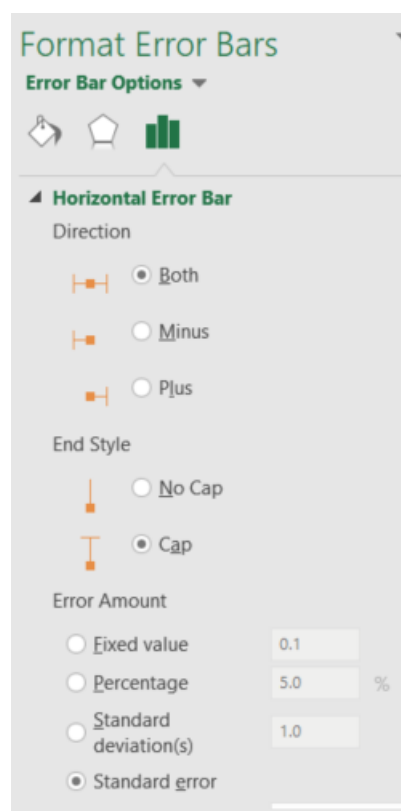 Format Error Bars
Error Bar Options
Horizontal Error Bar
Direction
Both
Minus
Plus
End Style
No Cap
Cap
Error Amount
Fixed value 0.1
Percentage 5.0 %
Standard
deviation(s) 1.0
Standard error